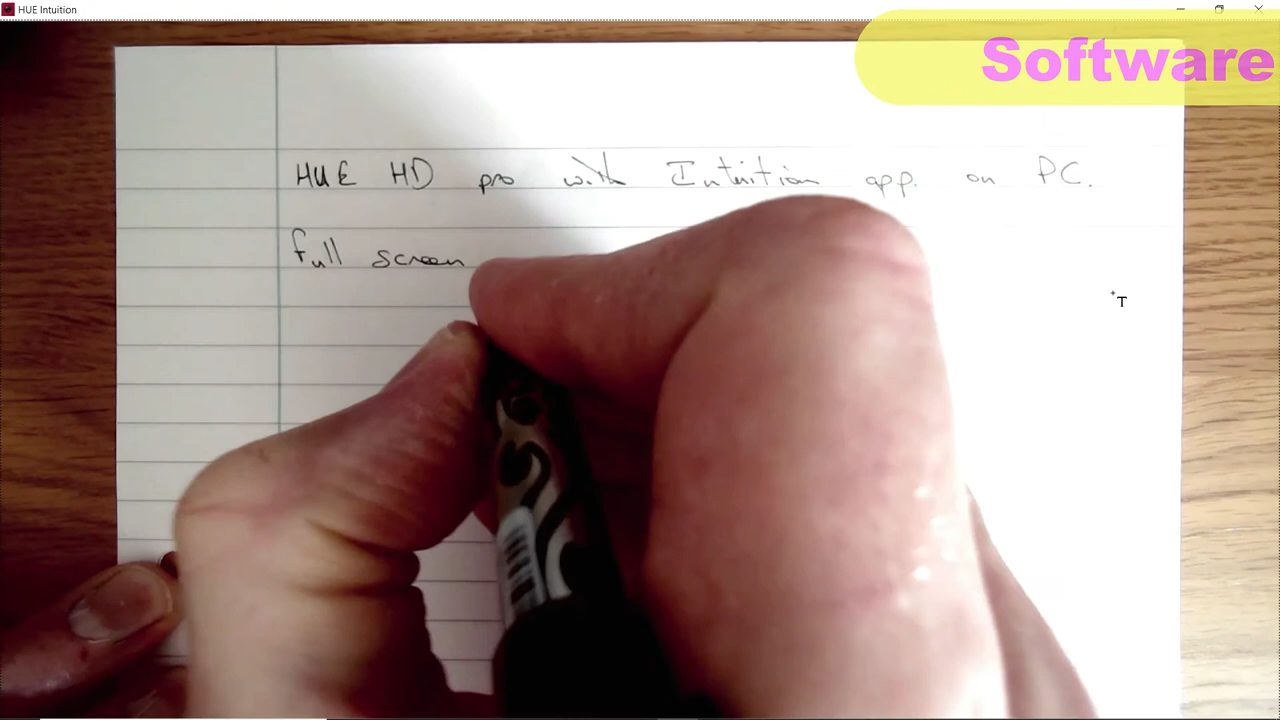 HUE Intuition
Software
HUE HD pro with Intuition app. on PC.
full screen
T